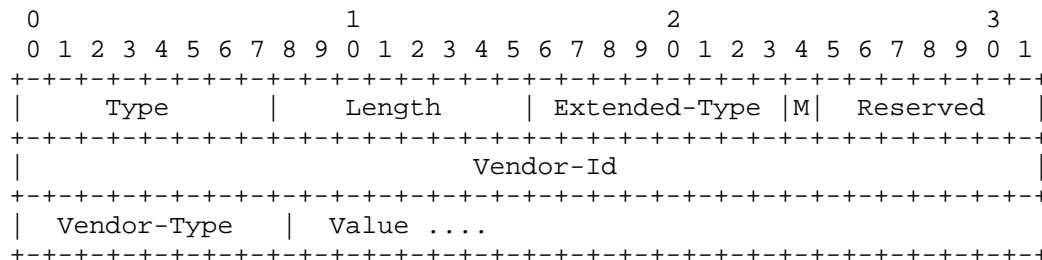 0                   1                   2                   3
 0 1 2 3 4 5 6 7 8 9 0 1 2 3 4 5 6 7 8 9 0 1 2 3 4 5 6 7 8 9 0 1
+-+-+-+-+-+-+-+-+-+-+-+-+-+-+-+-+-+-+-+-+-+-+-+-+-+-+-+-+-+-+-+-+
|     Type      |    Length     | Extended-Type |M|  Reserved   |
+-+-+-+-+-+-+-+-+-+-+-+-+-+-+-+-+-+-+-+-+-+-+-+-+-+-+-+-+-+-+-+-+
|                            Vendor-Id                          |
+-+-+-+-+-+-+-+-+-+-+-+-+-+-+-+-+-+-+-+-+-+-+-+-+-+-+-+-+-+-+-+-+
|  Vendor-Type   |  Value ....
+-+-+-+-+-+-+-+-+-+-+-+-+-+-+-+-+-+-+-+-+-+-+-+-+-+-+-+-+-+-+-+-+